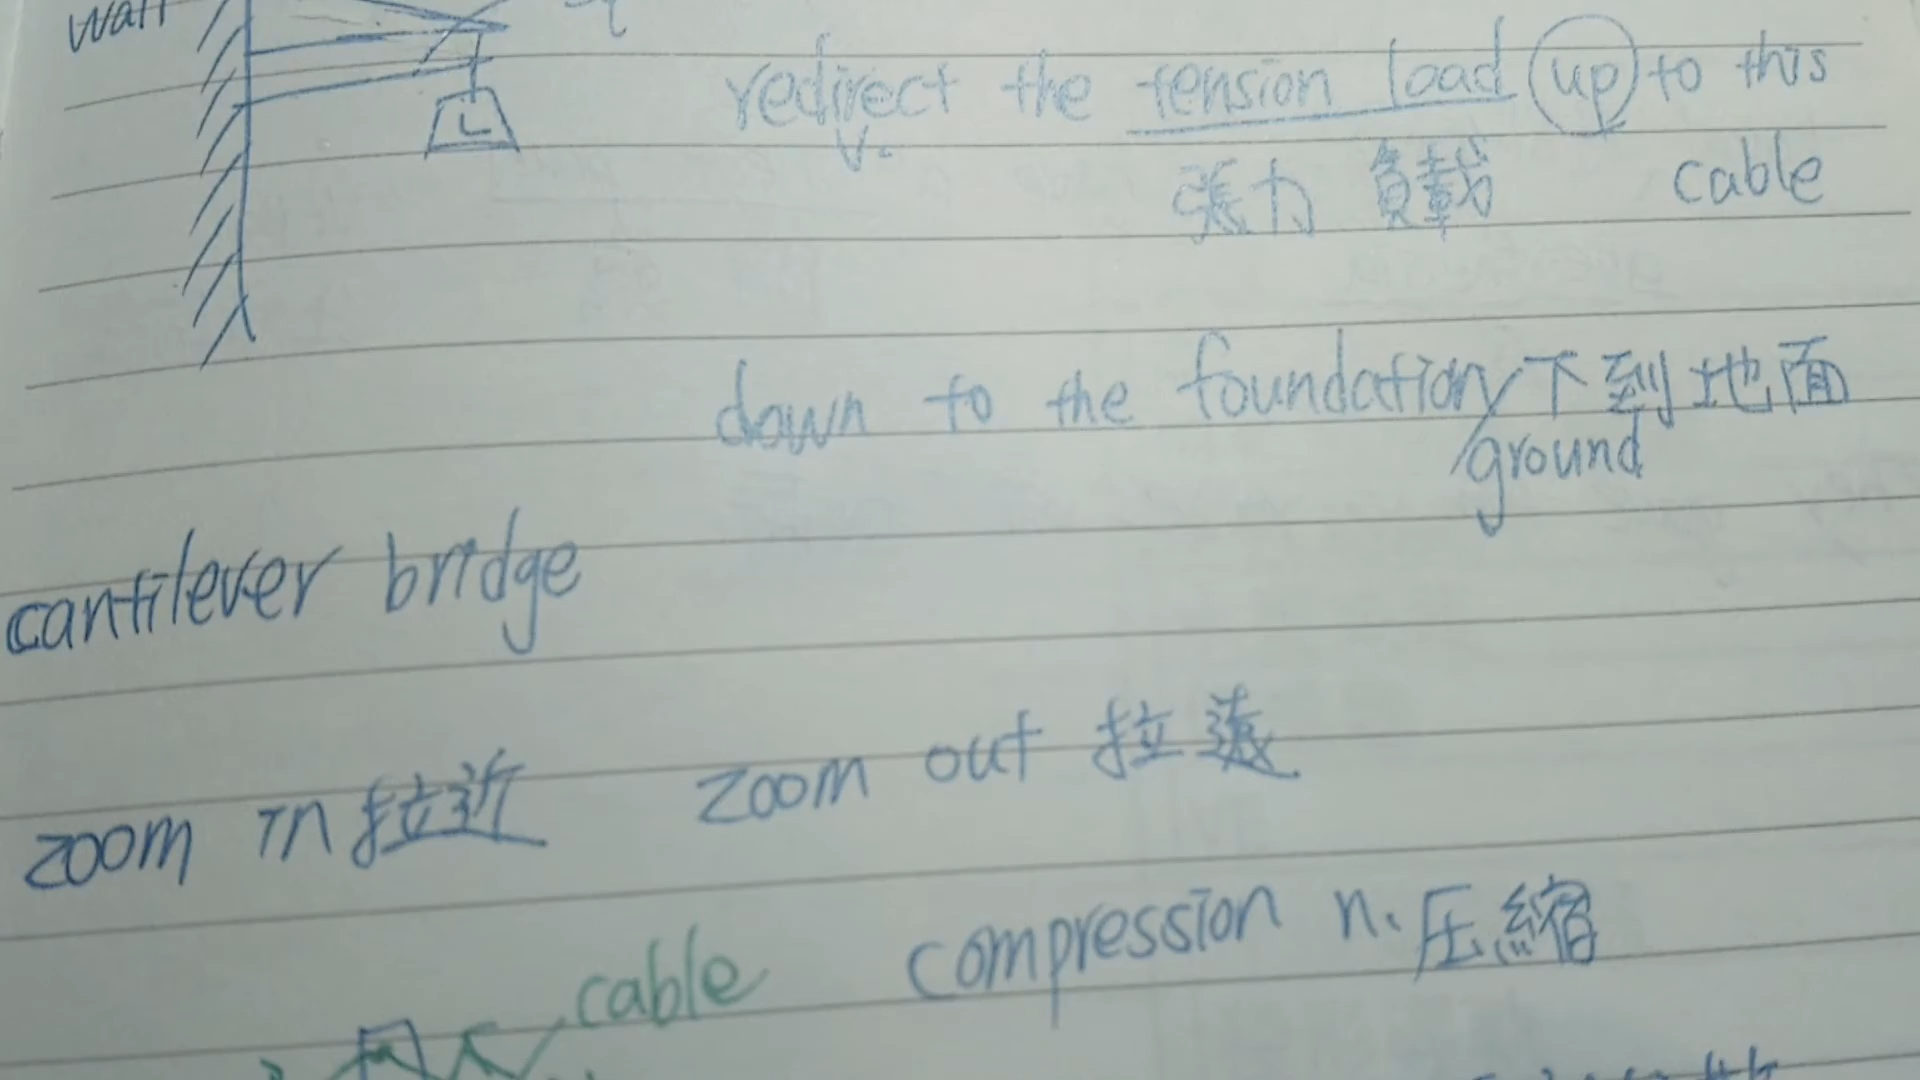 wall
L
redirect the tension load up to this
v.
張力 負載 cable
down to the foundation/下到地面
ground
cantilever bridge
zoom in 拉近 zoom out 拉遠
cable compression n. 压縮